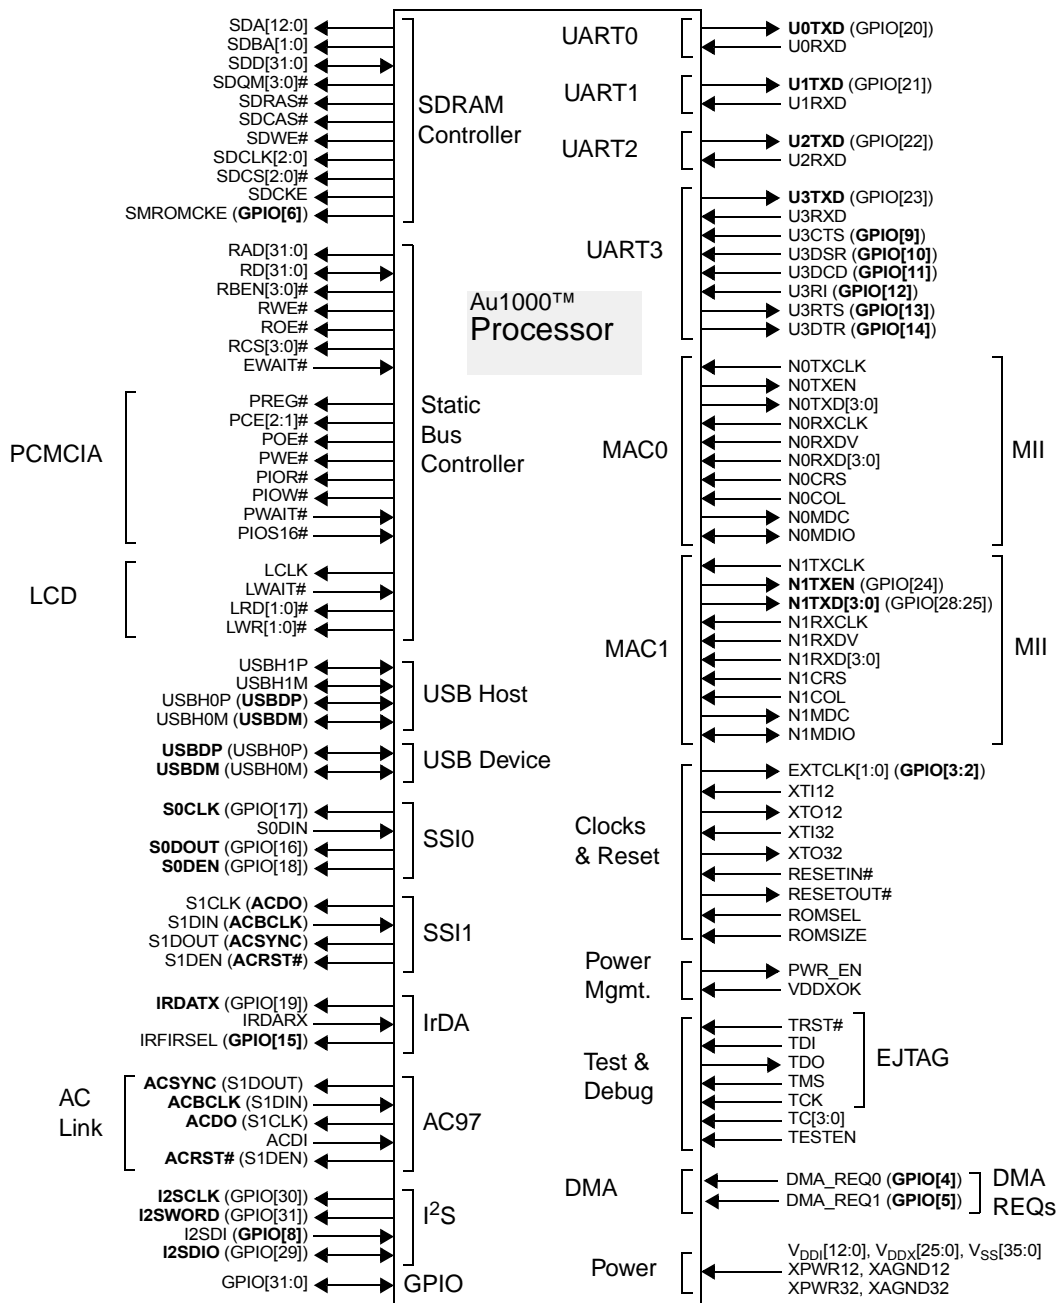 SDA[12:0]
SDBA[1:0]
SDD[31:0]
SDQM[3:0]#
SDRAS#
SDCAS#
SDWE#
SDCLK[2:0]
SDCS[2:0]#
SDCKE
SMROMCKE (GPIO[6])
SDRAM
Controller
RAD[31:0]
RD[31:0]
RBEN[3:0]#
RWE#
ROE#
RCS[3:0]#
EWAIT#
PCMCIA
PREG#
PCE[2:1]#
POE#
PWE#
PIOR#
PIOW#
PWAIT#
PIOS16#
Static
Bus
Controller
LCD
LCLK
LWAIT#
LRD[1:0]#
LWR[1:0]#
USBH1P
USBH1M
USBH0P (USBDP)
USBH0M (USBDM)
USB Host
USBDP (USBH0P)
USBDM (USBH0M)
USB Device
S0CLK (GPIO[17])
S0DIN
S0DOUT (GPIO[16])
S0DEN (GPIO[18])
SSI0
S1CLK (ACDO)
S1DIN (ACBCLK)
S1DOUT (ACSYNC)
S1DEN (ACRST#)
SSI1
IRDATX (GPIO[19])
IRDARX
IRFIRSEL (GPIO[15])
IrDA
AC
Link
ACSYNC (S1DOUT)
ACBCLK (S1DIN)
ACDO (S1CLK)
ACDI
ACRST# (S1DEN)
AC97
I2SCLK (GPIO[30])
I2SWORD (GPIO[31])
I2SDI (GPIO[8])
I2SDIO (GPIO[29])
I²S
GPIO[31:0]
GPIO
Au1000™
Processor
UART0
U0TXD (GPIO[20])
U0RXD
UART1
U1TXD (GPIO[21])
U1RXD
UART2
U2TXD (GPIO[22])
U2RXD
UART3
U3TXD (GPIO[23])
U3RXD
U3CTS (GPIO[9])
U3DSR (GPIO[10])
U3DCD (GPIO[11])
U3RI (GPIO[12])
U3RTS (GPIO[13])
U3DTR (GPIO[14])
MAC0
N0TXCLK
N0TXEN
N0TXD[3:0]
N0RXCLK
N0RXDV
N0RXD[3:0]
N0CRS
N0COL
N0MDC
N0MDIO
MII
MAC1
N1TXCLK
N1TXEN (GPIO[24])
N1TXD[3:0] (GPIO[28:25])
N1RXCLK
N1RXDV
N1RXD[3:0]
N1CRS
N1COL
N1MDC
N1MDIO
MII
Clocks
& Reset
EXTCLK[1:0] (GPIO[3:2])
XTI12
XTO12
XTI32
XTO32
RESETIN#
RESETOUT#
ROMSEL
ROMSIZE
Power
Mgmt.
PWR_EN
VDDXOK
Test &
Debug
TRST#
TDI
TDO
TMS
TCK
EJTAG
TC[3:0]
TESTEN
DMA
DMA_REQ0 (GPIO[4])
DMA_REQ1 (GPIO[5])
DMA
REQs
Power
VDDI[12:0], VDDX[25:0], VSS[35:0]
XPWR12, XAGND12
XPWR32, XAGND32